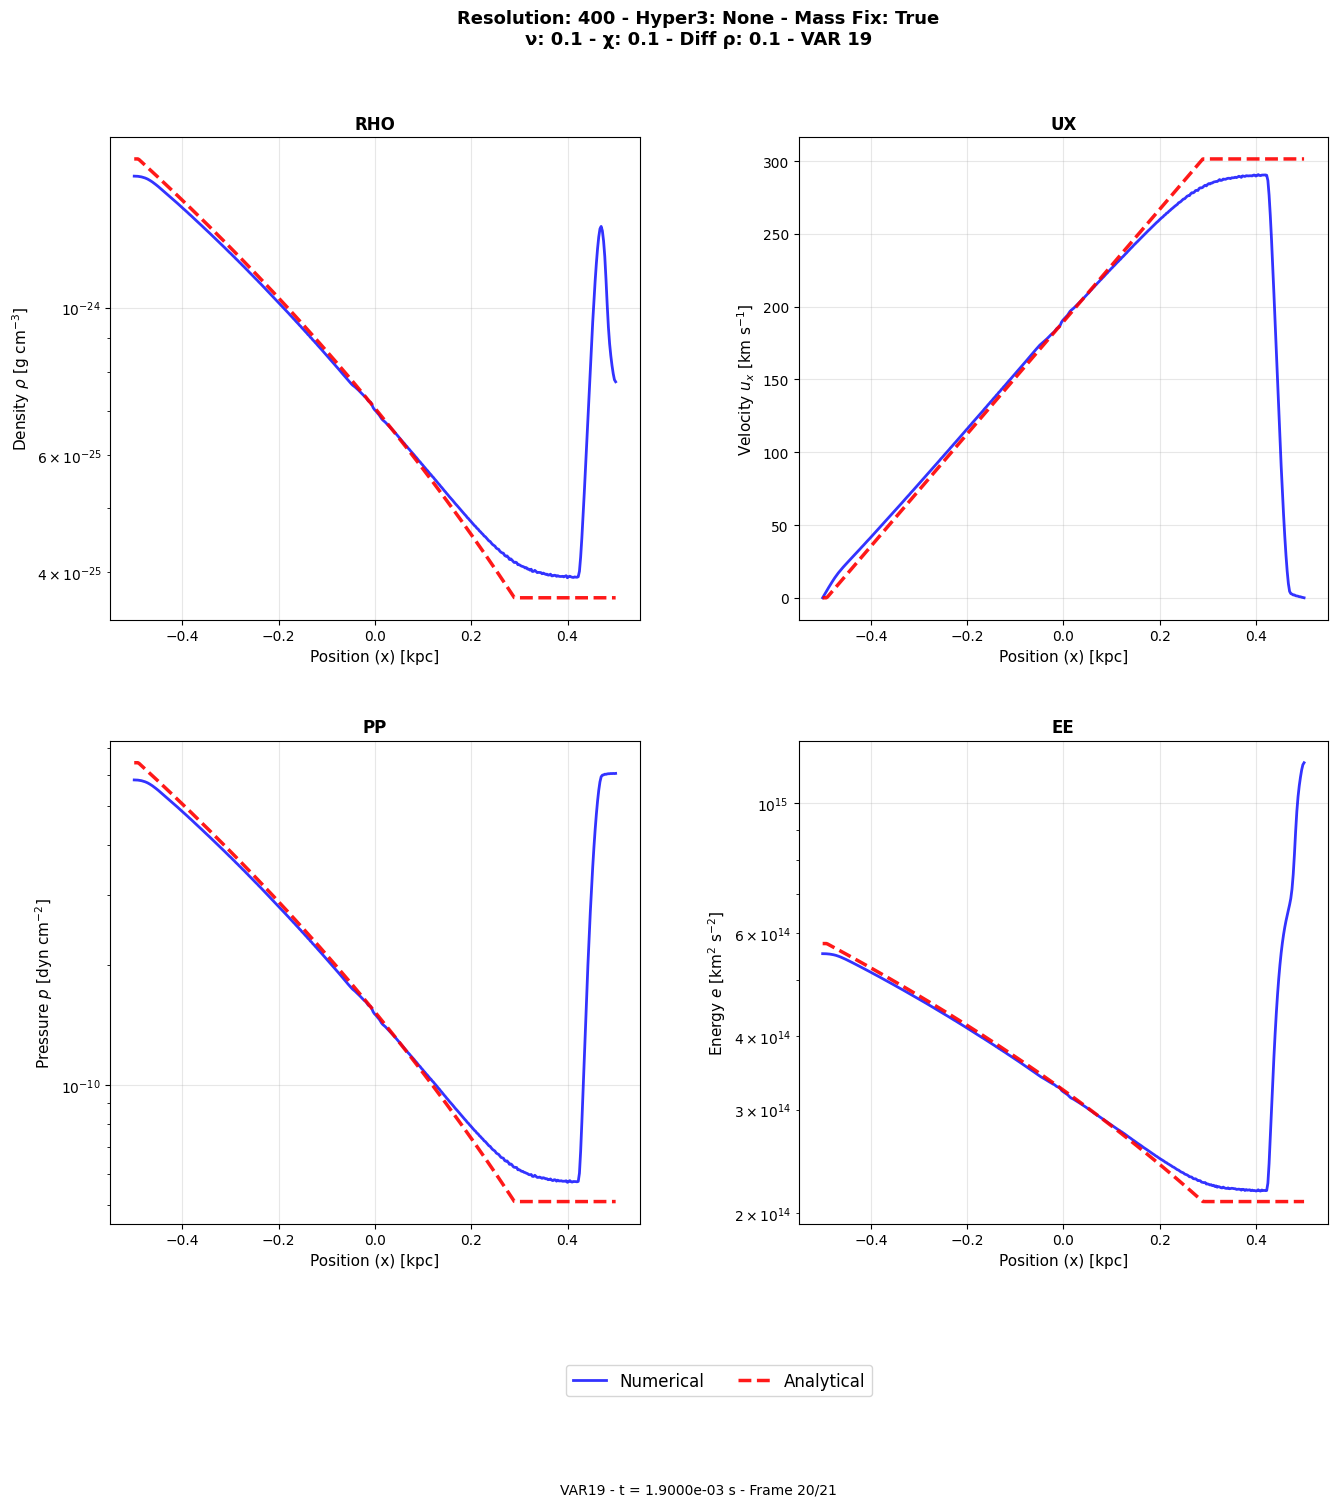 Resolution: 400 - Hyper3: None - Mass Fix: True
ν: 0.1 - χ: 0.1 - Diff ρ: 0.1 - VAR 19
RHO
Density ρ [g cm⁻³]
10⁻²⁴
6 × 10⁻²⁵
4 × 10⁻²⁵
−0.4 −0.2 0.0 0.2 0.4
Position (x) [kpc]
UX
Velocity uₓ [km s⁻¹]
300
250
200
150
100
50
0
−0.4 −0.2 0.0 0.2 0.4
Position (x) [kpc]
PP
Pressure p [dyn cm⁻²]
10⁻¹⁰
−0.4 −0.2 0.0 0.2 0.4
Position (x) [kpc]
EE
Energy e [km² s⁻²]
10¹⁵
6 × 10¹⁴
4 × 10¹⁴
3 × 10¹⁴
2 × 10¹⁴
−0.4 −0.2 0.0 0.2 0.4
Position (x) [kpc]
Numerical Analytical
VAR19 - t = 1.9000e-03 s - Frame 20/21